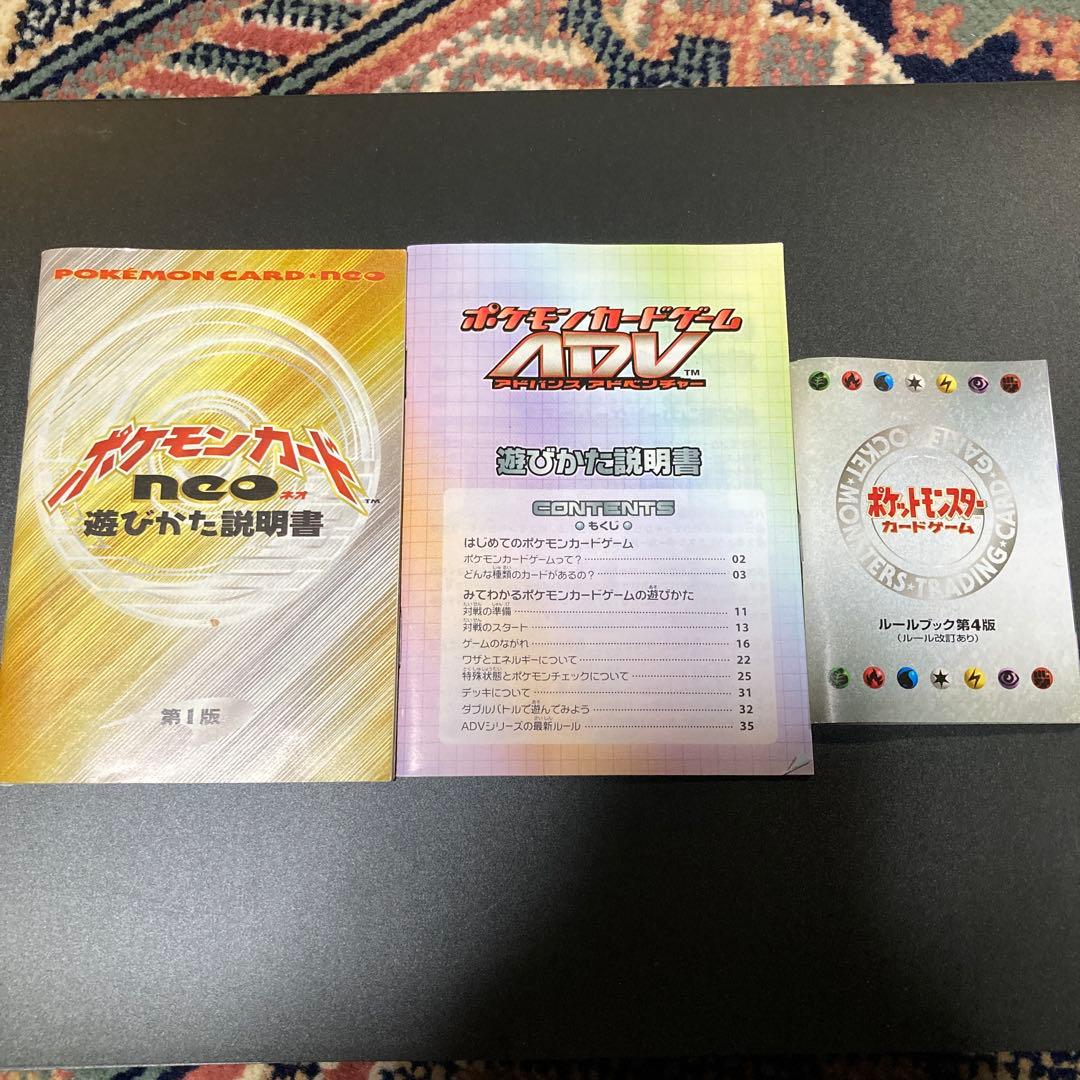 POKÉMON CARD★neo
ポケモンカード
neo ネオ ™
遊びかた説明書
第1版
ポケモンカードゲーム
ADV™
アドバンス アドベンチャー
遊びかた説明書
CONTENTS
もくじ
はじめてのポケモンカードゲーム
ポケモンカードゲームって？ 02
どんな種類のカードがあるの？ 03
みてわかるポケモンカードゲームの遊びかた
対戦の準備 11
対戦のスタート 13
ゲームのながれ 16
ワザとエネルギーについて 22
特殊状態とポケモンチェックについて 25
デッキについて 31
ダブルバトルで遊んでみよう 32
ADVシリーズの最新ルール 35
POCKET★MONSTERS★TRADING★CARD★GAME
ポケットモンスター
カードゲーム
ルールブック第4版
（ルール改訂あり）